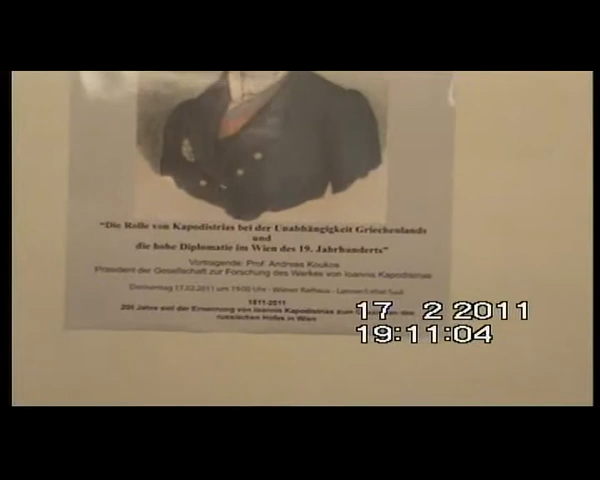 "Die Rolle von Kapodistrias bei der Unabhängigkeit Griechenlands
und
die hohe Diplomatie im Wien des 19. Jahrhunderts"
Vortragende: Prof. Andreas Koukos
Präsident der Gesellschaft zur Forschung des Werkes von Ioannis Kapodistrias
Donnerstag 17.02.2011 um 19:00 Uhr - Wiener Rathaus -
1811-2011
200 Jahre seit der Ernennung von Ioannis Kapodistrias zum
russischen Hofes in Wien
17 2 2011
19:11:04